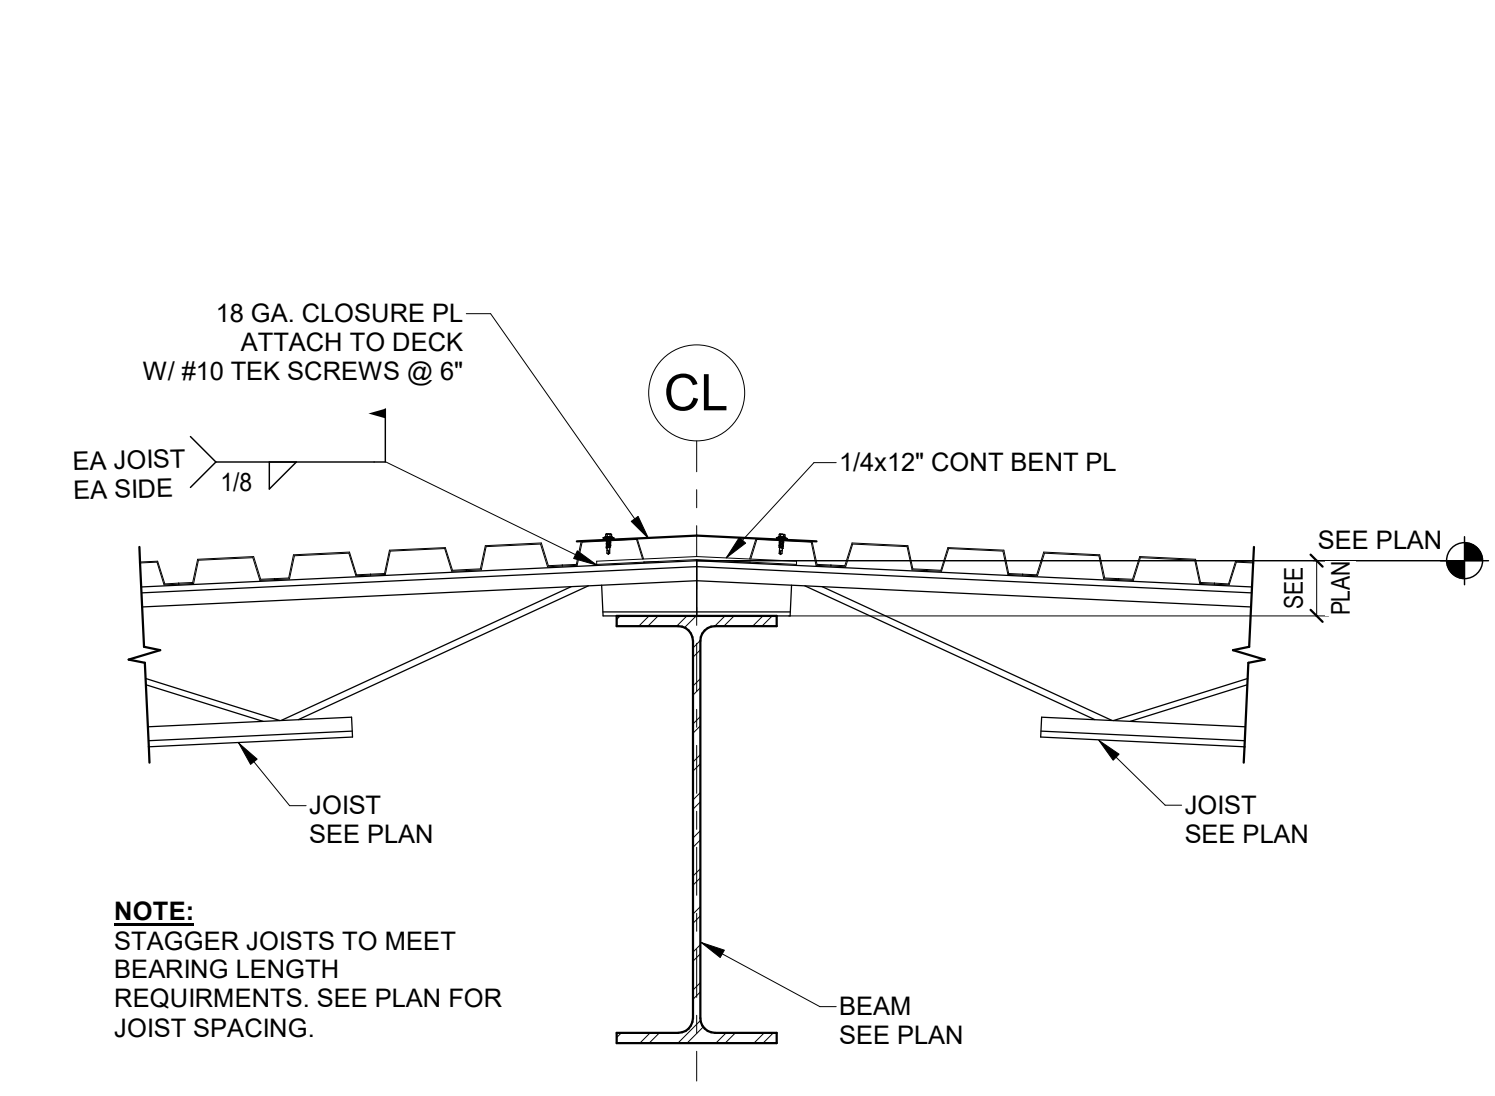 18 GA. CLOSURE PL
ATTACH TO DECK
W/ #10 TEK SCREWS @ 6"
CL
EA JOIST
EA SIDE
1/8
1/4x12" CONT BENT PL
SEE PLAN
SEE
PLAN
JOIST
SEE PLAN
JOIST
SEE PLAN
NOTE:
STAGGER JOISTS TO MEET
BEARING LENGTH
REQUIRMENTS. SEE PLAN FOR
JOIST SPACING.
BEAM
SEE PLAN